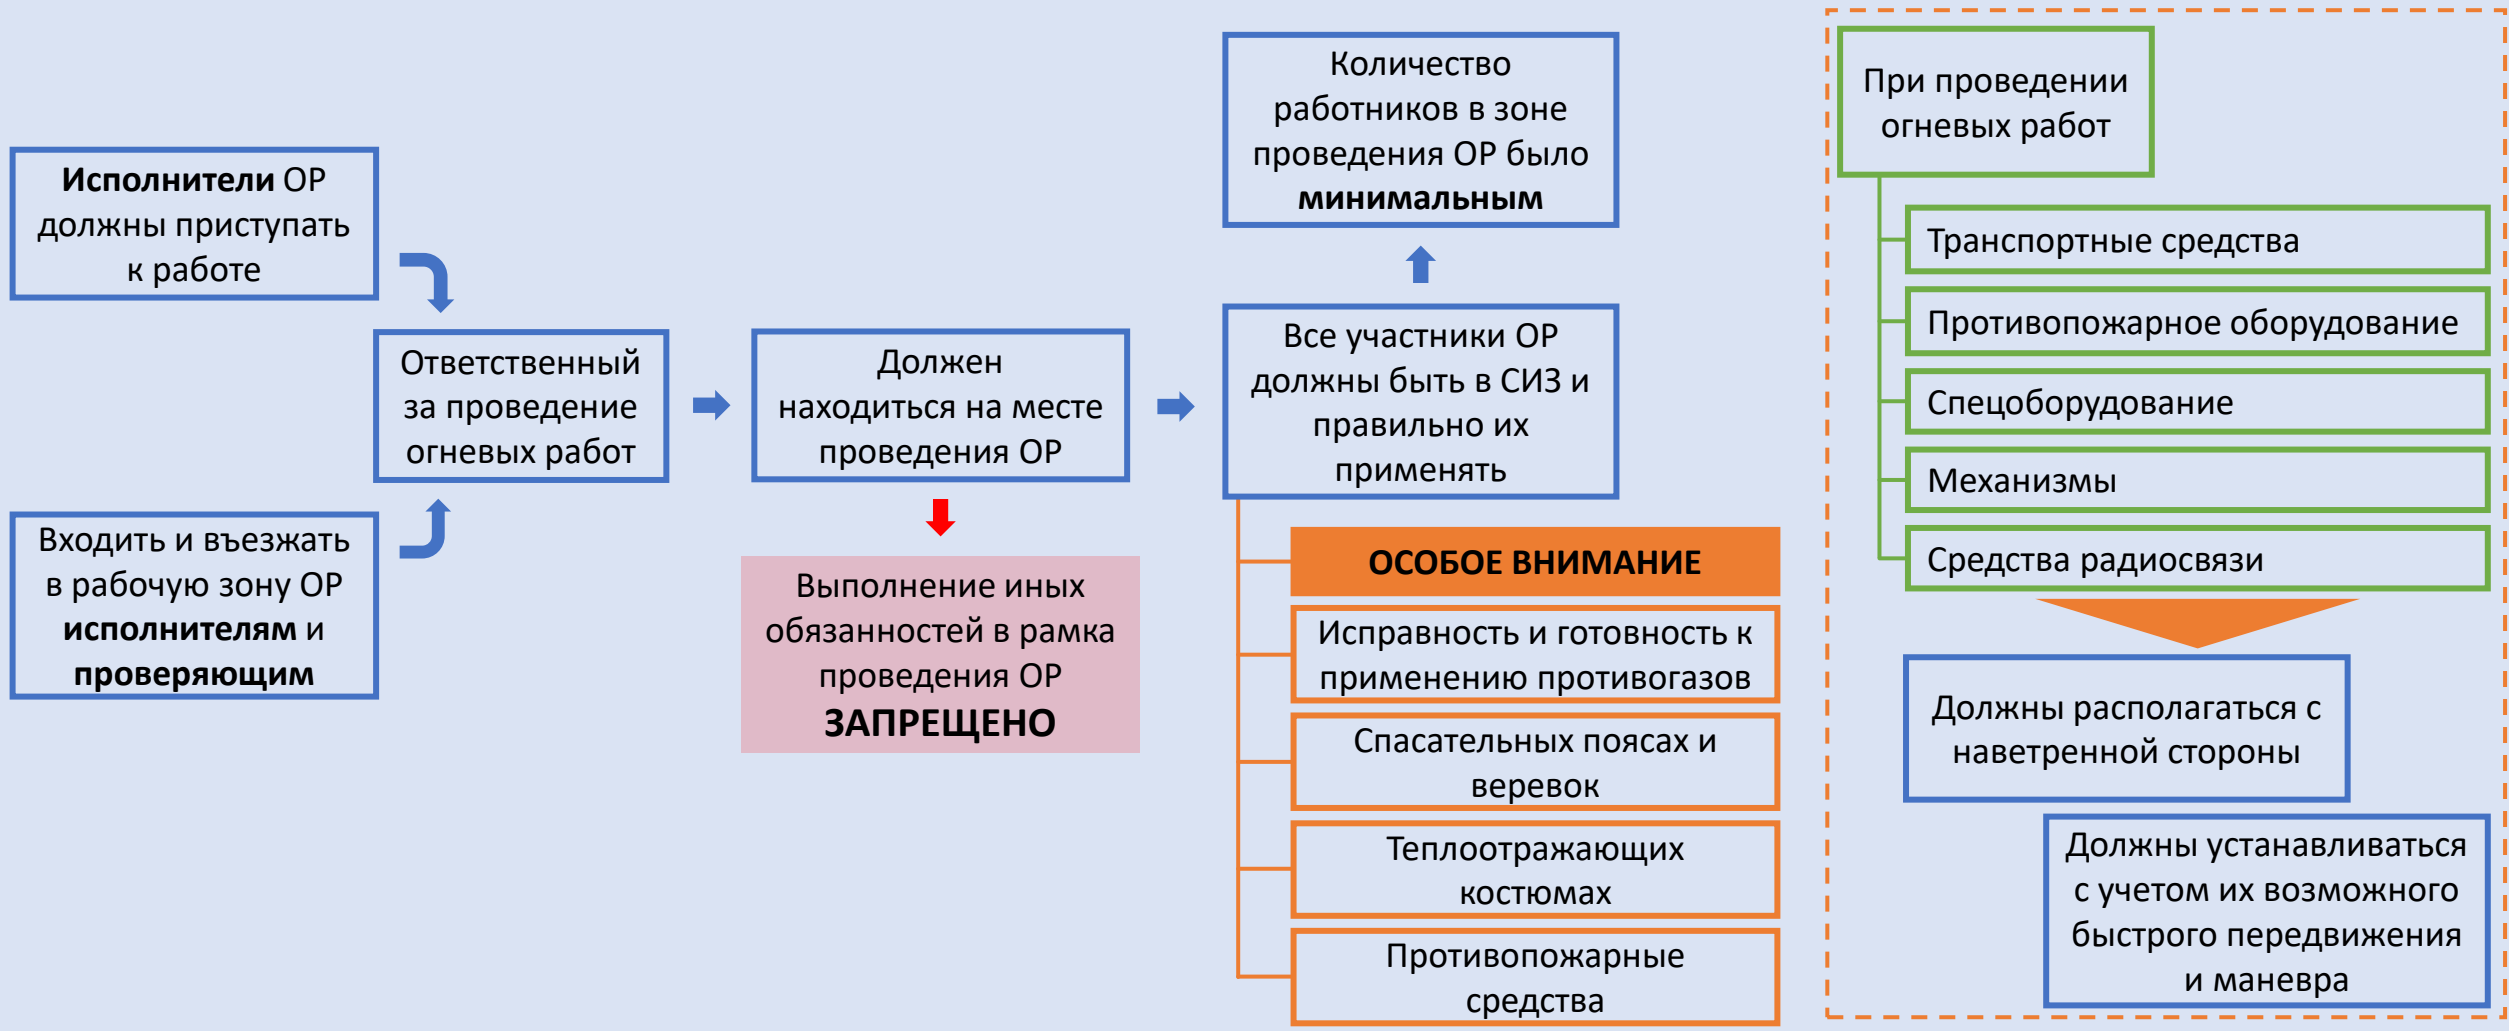 Исполнители ОР
должны приступать
к работе
Входить и въезжать
в рабочую зону ОР
исполнителям и
проверяющим
Ответственный
за проведение
огневых работ
Должен
находиться на месте
проведения ОР
Выполнение иных
обязанностей в рамка
проведения ОР
ЗАПРЕЩЕНО
Количество
работников в зоне
проведения ОР было
минимальным
Все участники ОР
должны быть в СИЗ и
правильно их
применять
ОСОБОЕ ВНИМАНИЕ
Исправность и готовность к
применению противогазов
Спасательных поясах и
веревок
Теплоотражающих
костюмах
Противопожарные
средства
При проведении
огневых работ
Транспортные средства
Противопожарное оборудование
Спецоборудование
Механизмы
Средства радиосвязи
Должны располагаться с
наветренной стороны
Должны устанавливаться
с учетом их возможного
быстрого передвижения
и маневра